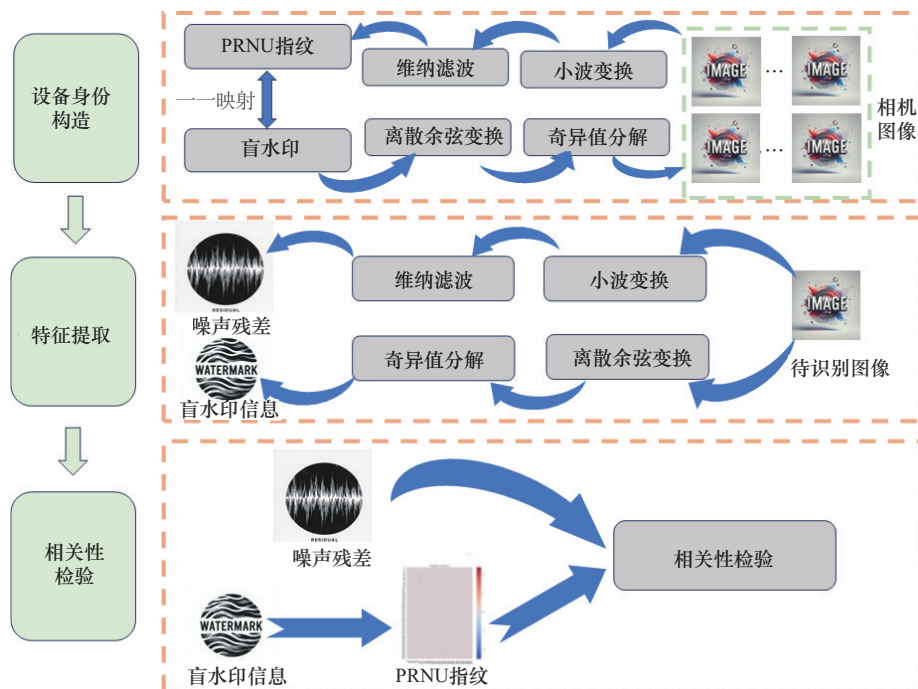 设备身份
构造
PRNU指纹
维纳滤波
小波变换
IMAGE
...
IMAGE
一一映射
相机
图像
盲水印
离散余弦变换
奇异值分解
IMAGE
...
IMAGE
特征提取
RESIDUAL
噪声残差
维纳滤波
小波变换
IMAGE
WATERMARK
盲水印信息
奇异值分解
离散余弦变换
待识别图像
相关性
检验
RESIDUAL
噪声残差
相关性检验
WATERMARK
盲水印信息
PRNU指纹